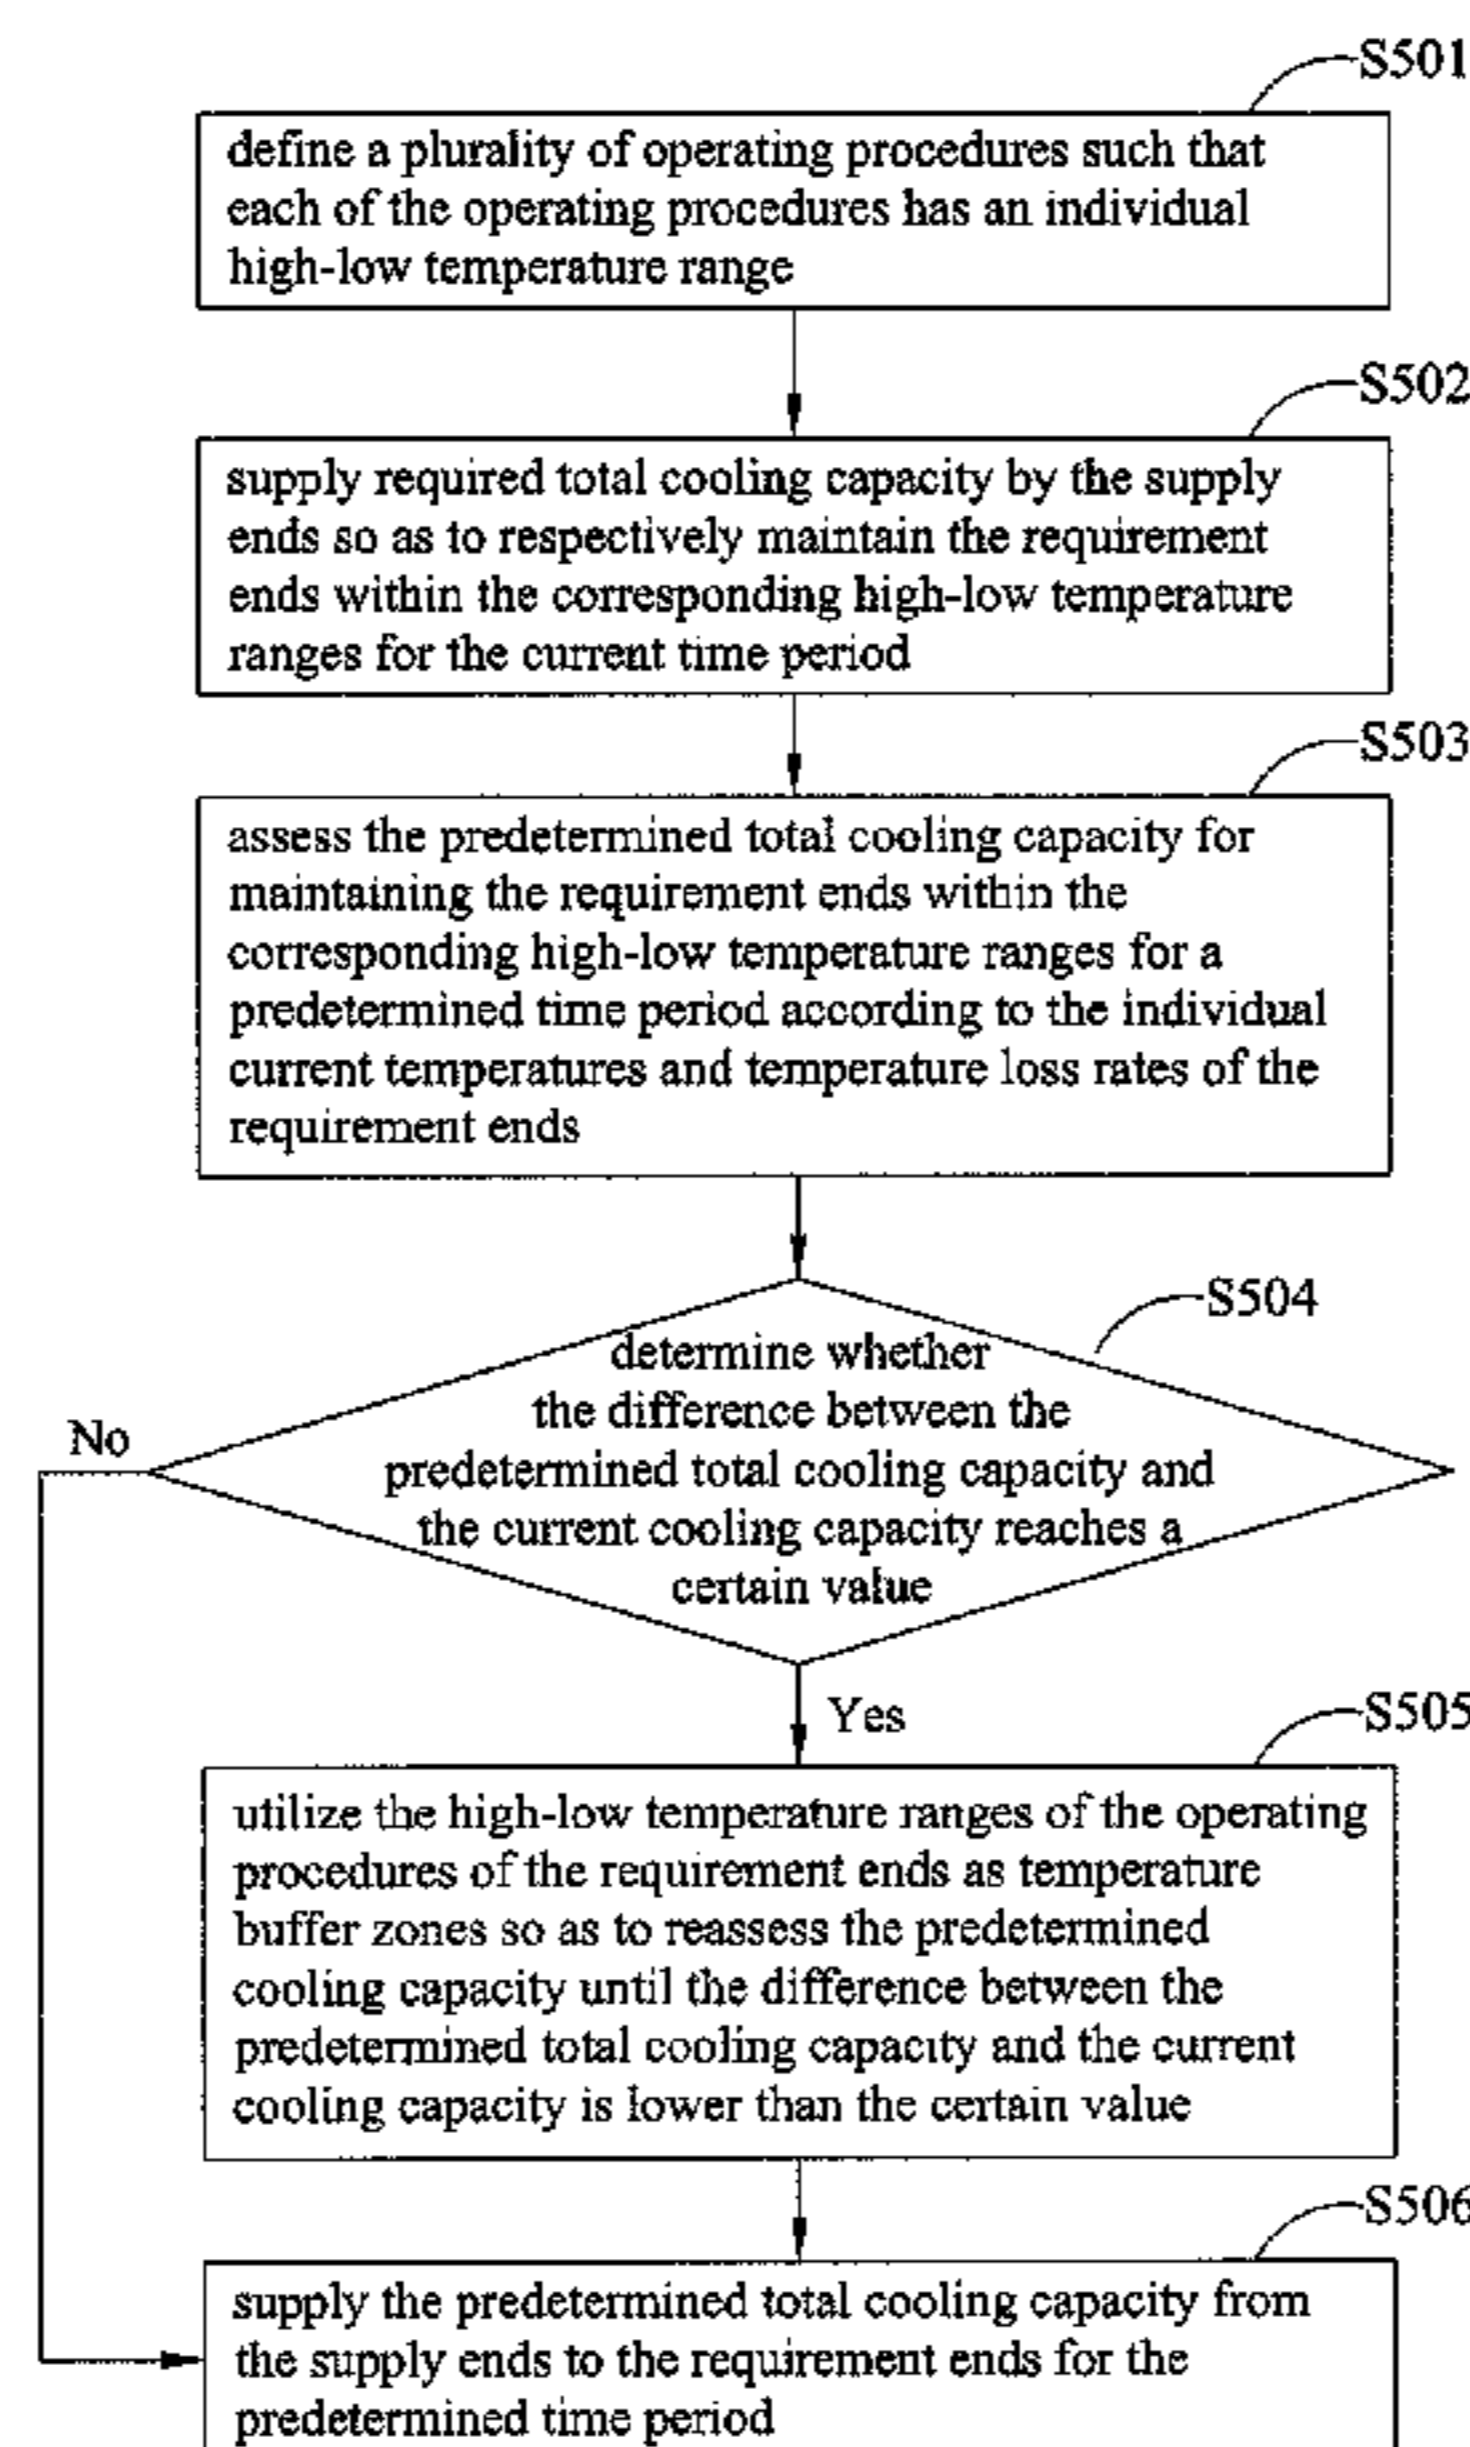 S501
define a plurality of operating procedures such that
each of the operating procedures has an individual
high-low temperature range
S502
supply required total cooling capacity by the supply
ends so as to respectively maintain the requirement
ends within the corresponding high-low temperature
ranges for the current time period
S503
assess the predetermined total cooling capacity for
maintaining the requirement ends within the
corresponding high-low temperature ranges for a
predetermined time period according to the individual
current temperatures and temperature loss rates of the
requirement ends
S504
determine whether
the difference between the
predetermined total cooling capacity and
the current cooling capacity reaches a
certain value
No
Yes
S505
utilize the high-low temperature ranges of the operating
procedures of the requirement ends as temperature
buffer zones so as to reassess the predetermined
cooling capacity until the difference between the
predetermined total cooling capacity and the current
cooling capacity is lower than the certain value
S506
supply the predetermined total cooling capacity from
the supply ends to the requirement ends for the
predetermined time period